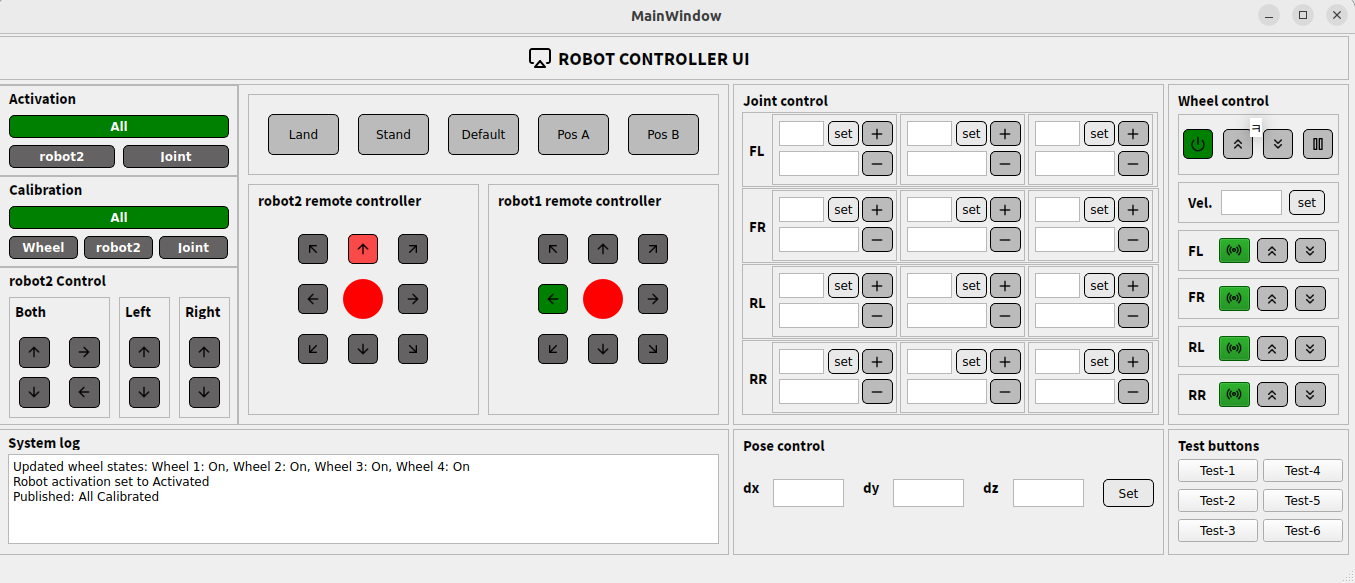 MainWindow
ROBOT CONTROLLER UI
Activation
All
robot2 Joint
Calibration
All
Wheel robot2 Joint
robot2 Control
Both Left Right
Land Stand Default Pos A Pos B
robot2 remote controller
robot1 remote controller
Joint control
FL set + set + set +
− − −
FR set + set + set +
− − −
RL set + set + set +
− − −
RR set + set + set +
− − −
Wheel control
ㅋ
Vel. set
FL
FR
RL
RR
System log
Updated wheel states: Wheel 1: On, Wheel 2: On, Wheel 3: On, Wheel 4: On
Robot activation set to Activated
Published: All Calibrated
Pose control
dx dy dz Set
Test buttons
Test-1 Test-4
Test-2 Test-5
Test-3 Test-6